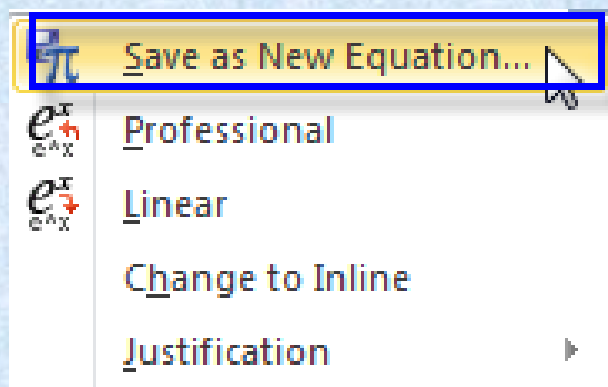 Save as New Equation...
Professional
Linear
Change to Inline
Justification